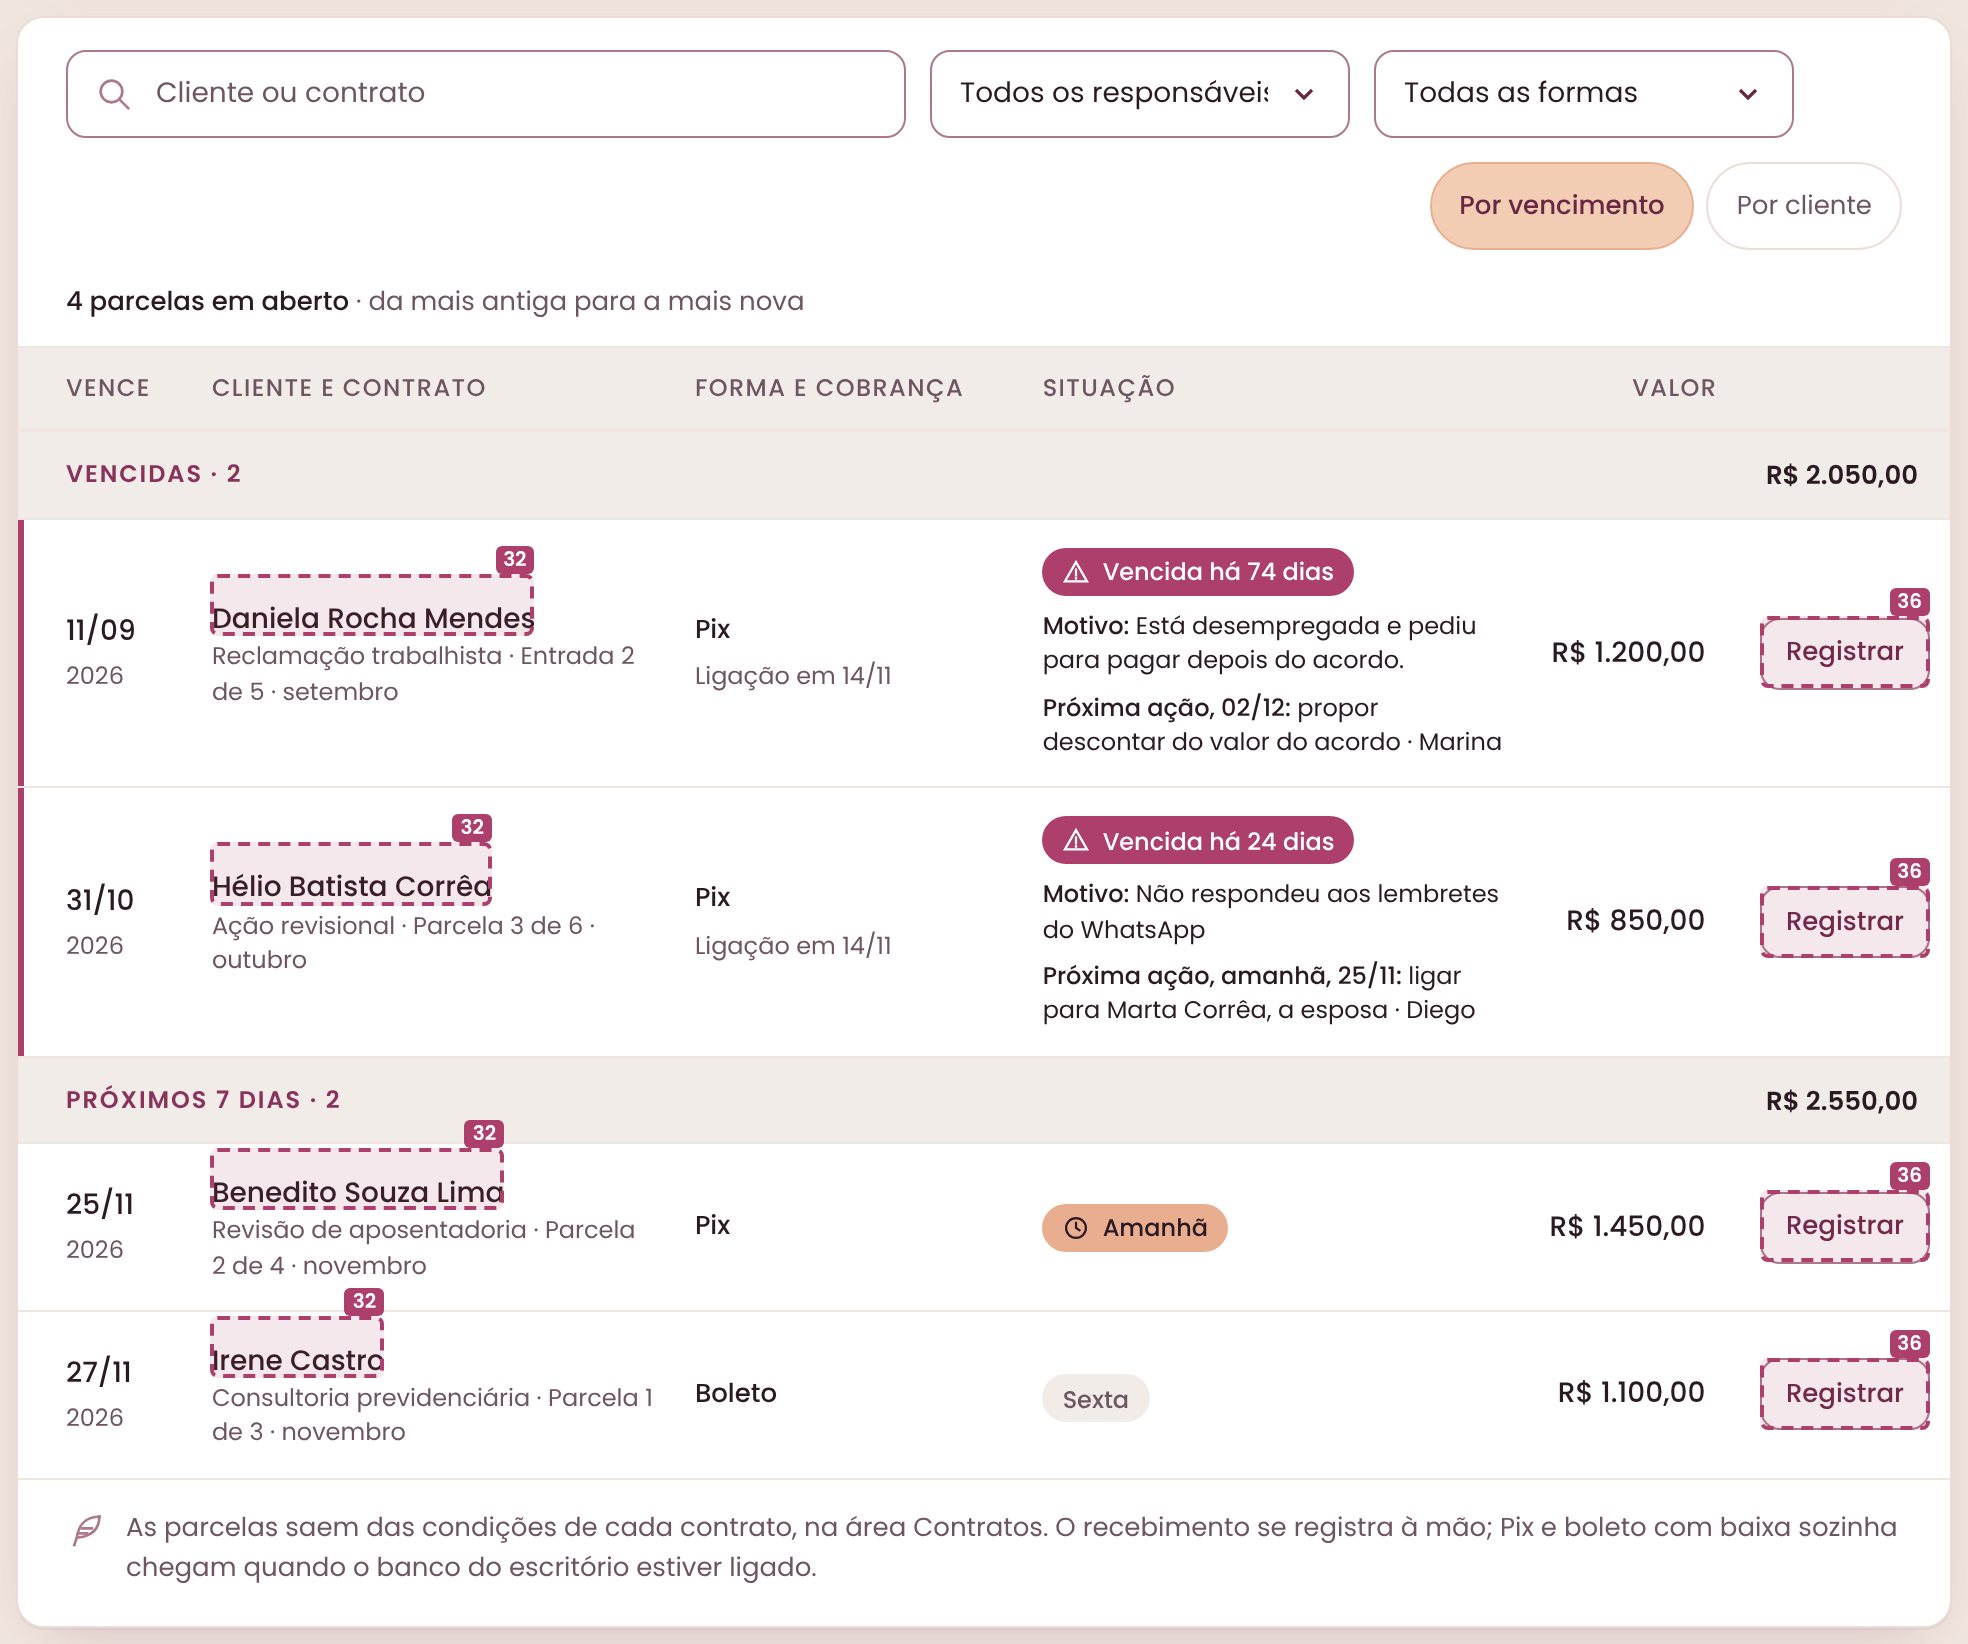 Cliente ou contrato
Todos os responsáveis
Todas as formas
Por vencimento
Por cliente
4 parcelas em aberto · da mais antiga para a mais nova
VENCE
CLIENTE E CONTRATO
FORMA E COBRANÇA
SITUAÇÃO
VALOR
VENCIDAS · 2
R$ 2.050,00
11/09
2026
32
Daniela Rocha Mendes
Reclamação trabalhista · Entrada 2
de 5 · setembro
Pix
Ligação em 14/11
Vencida há 74 dias
Motivo: Está desempregada e pediu
para pagar depois do acordo.
Próxima ação, 02/12: propor
descontar do valor do acordo · Marina
R$ 1.200,00
36
Registrar
31/10
2026
32
Hélio Batista Corrêa
Ação revisional · Parcela 3 de 6 ·
outubro
Pix
Ligação em 14/11
Vencida há 24 dias
Motivo: Não respondeu aos lembretes
do WhatsApp
Próxima ação, amanhã, 25/11: ligar
para Marta Corrêa, a esposa · Diego
R$ 850,00
36
Registrar
PRÓXIMOS 7 DIAS · 2
R$ 2.550,00
25/11
2026
32
Benedito Souza Lima
Revisão de aposentadoria · Parcela
2 de 4 · novembro
Pix
Amanhã
R$ 1.450,00
36
Registrar
27/11
2026
32
Irene Castro
Consultoria previdenciária · Parcela 1
de 3 · novembro
Boleto
Sexta
R$ 1.100,00
36
Registrar
As parcelas saem das condições de cada contrato, na área Contratos. O recebimento se registra à mão; Pix e boleto com baixa sozinha
chegam quando o banco do escritório estiver ligado.